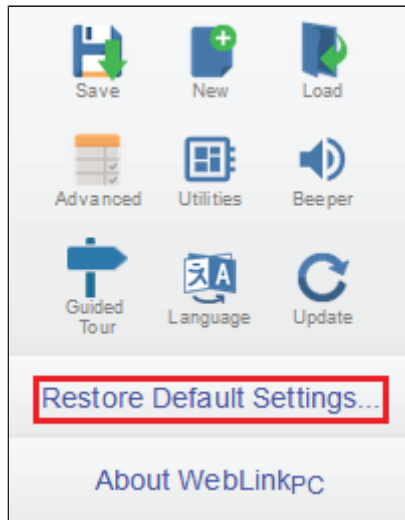 Save New Load
Advanced Utilities Beeper
Guided
Tour
Language Update
Restore Default Settings...
About WebLinkPC